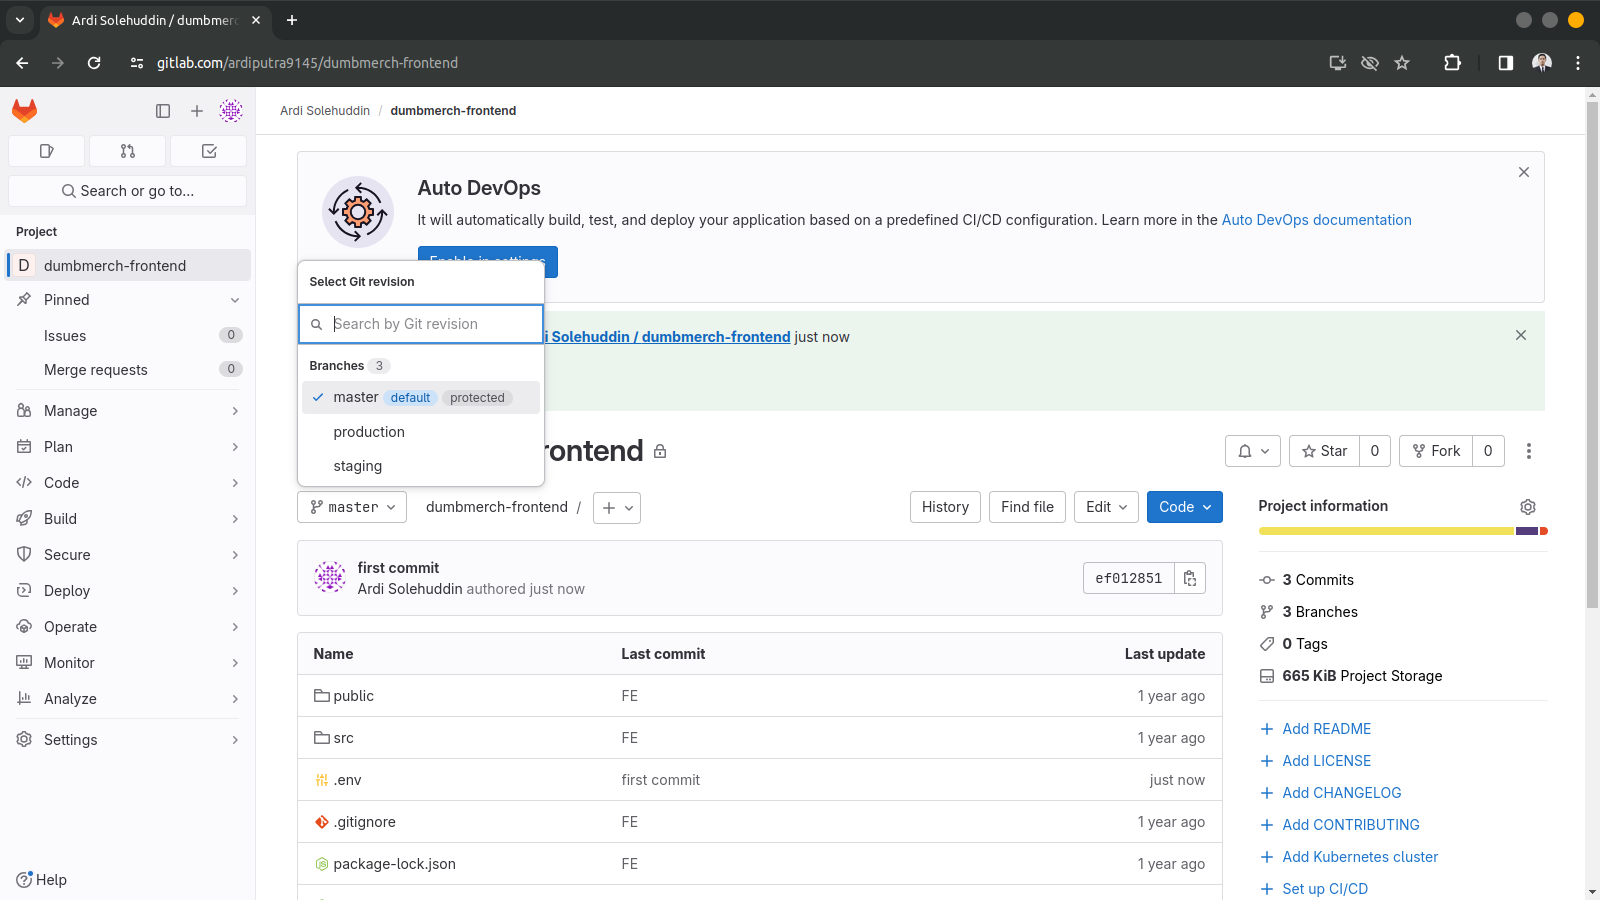 Ardi Solehuddin / dumbmerc
gitlab.com/ardiputra9145/dumbmerch-frontend
Ardi Solehuddin / dumbmerch-frontend
Search or go to...
Project
D dumbmerch-frontend
Pinned
Issues 0
Merge requests 0
Manage
Plan
Code
Build
Secure
Deploy
Operate
Monitor
Analyze
Settings
Help
Auto DevOps
It will automatically build, test, and deploy your application based on a predefined CI/CD configuration. Learn more in the Auto DevOps documentation
Select Git revision
Search by Git revision
Branches 3
master default protected
production
staging
i Solehuddin / dumbmerch-frontend just now
rontend
Star 0
Fork 0
master
dumbmerch-frontend /
History
Find file
Edit
Code
first commit
Ardi Solehuddin authored just now
ef012851
Name Last commit Last update
public FE 1 year ago
src FE 1 year ago
.env first commit just now
.gitignore FE 1 year ago
package-lock.json FE 1 year ago
Project information
3 Commits
3 Branches
0 Tags
665 KiB Project Storage
Add README
Add LICENSE
Add CHANGELOG
Add CONTRIBUTING
Add Kubernetes cluster
Set up CI/CD